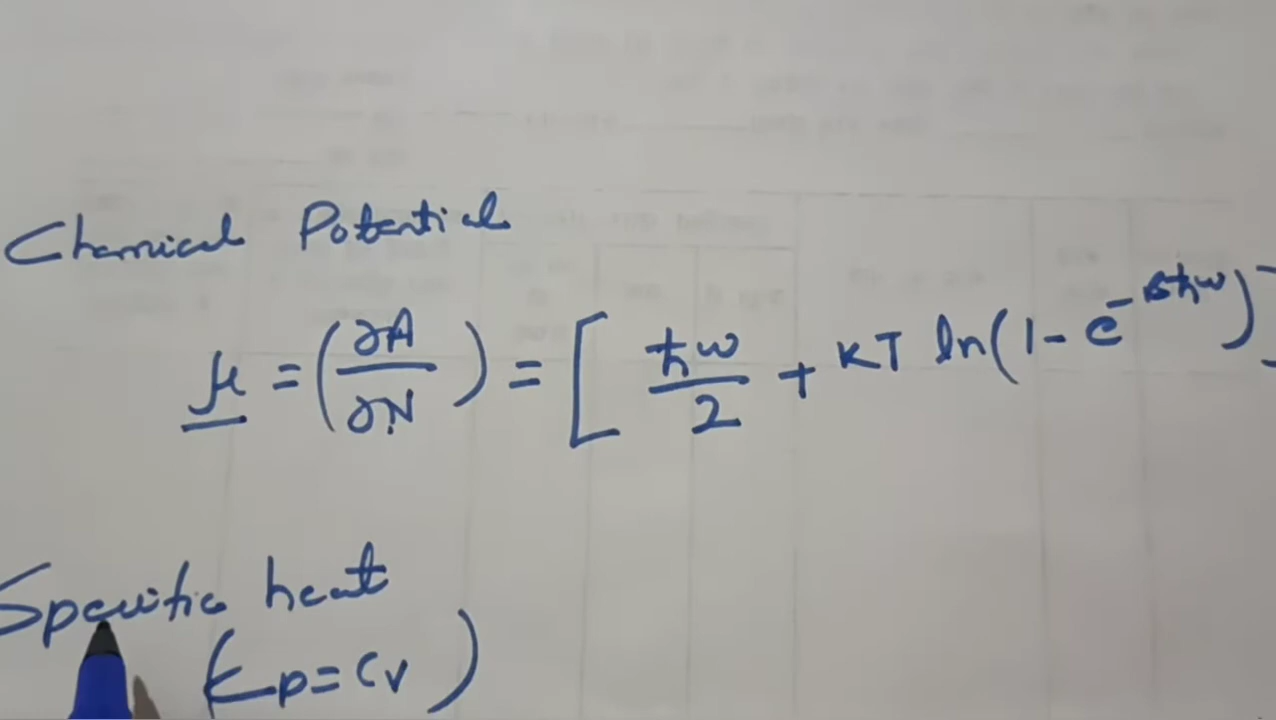 Chemical Potential
μ = (∂A/∂N) = [ħω/2 + KT ln(1 - e^-βħω)]
Specific heat
(Cp = Cv)